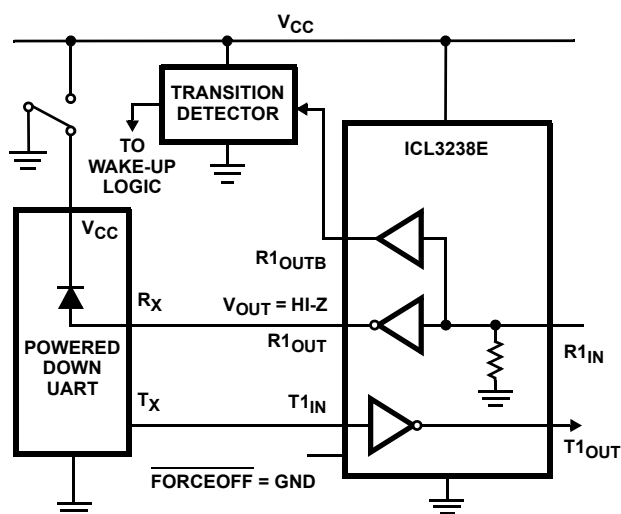 VCC
TRANSITION
DETECTOR
TO
WAKE-UP
LOGIC
ICL3238E
VCC
R1OUTB
RX
VOUT = HI-Z
R1OUT
POWERED
DOWN
UART
R1IN
TX
T1IN
T1OUT
FORCEOFF = GND